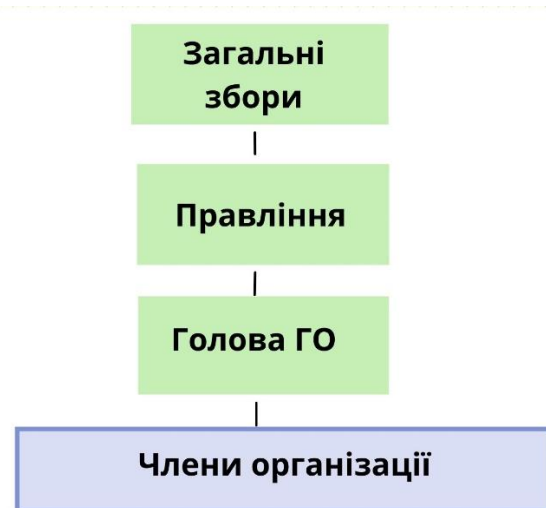 Загальні
збори
Правління
Голова ГО
Члени організації